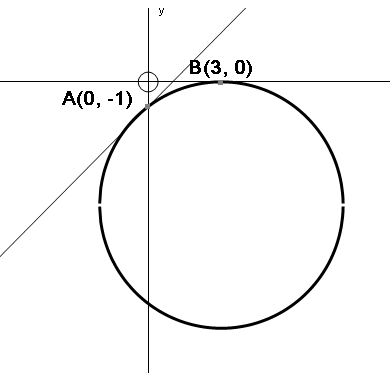 y
B(3, 0)
A(0, -1)